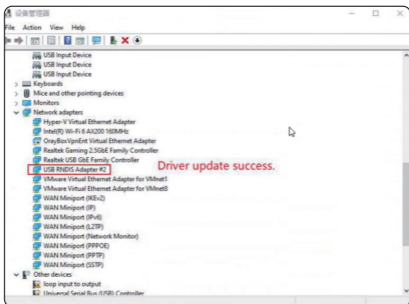 设备管理器
File Action View Help
USB Input Device
USB Input Device
USB Input Device
Keyboards
Mice and other pointing devices
Monitors
Network adapters
Hyper-V Virtual Ethernet Adapter
Intel(R) Wi-Fi 6 AX200 160MHz
OrayBoxVpnEnt Virtual Ethernet Adapter
Realtek Gaming 2.5GbE Family Controller
Realtek USB GbE Family Controller
USB RNDIS Adapter #2
Driver update success.
VMware Virtual Ethernet Adapter for VMnet1
VMware Virtual Ethernet Adapter for VMnet8
WAN Miniport (IKEv2)
WAN Miniport (IP)
WAN Miniport (IPv6)
WAN Miniport (L2TP)
WAN Miniport (Network Monitor)
WAN Miniport (PPPOE)
WAN Miniport (PPTP)
WAN Miniport (SSTP)
Other devices
loop input to output
Universal Serial Bus (USB) Controller